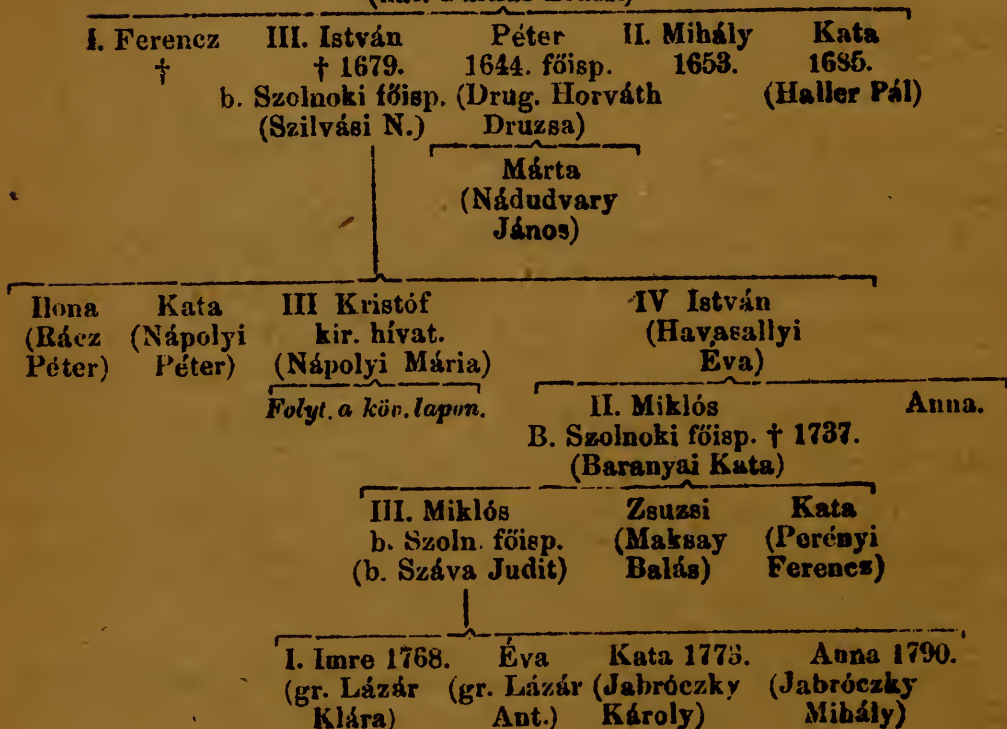 I. Ferencz III. István Péter II. Mihály Kata
† † 1679. 1644. főisp. 1653. 1685.
b. Szolnoki főisp. (Drug. Horváth (Haller Pál)
(Szilvási N.) Druzsa)
Márta
(Nádudvary
János)
Ilona Kata III Kristóf IV István
(Rácz (Nápolyi kir. hívat. (Havasallyi
Péter) Péter) (Nápolyi Mária) Éva)
Folyt. a köv. lapon. II. Miklós Anna.
B. Szolnoki főisp. † 1737.
(Baranyai Kata)
III. Miklós Zsuzsi Kata
b. Szoln. főisp. (Maksay (Perényi
(b. Száva Judit) Balás) Ferencz)
I. Imre 1768. Éva Kata Anna 1790.
(gr. Lázár (gr. Lázár (Jabróczky (Jabróczky
Klára) Ant.) Károly) Mihály)